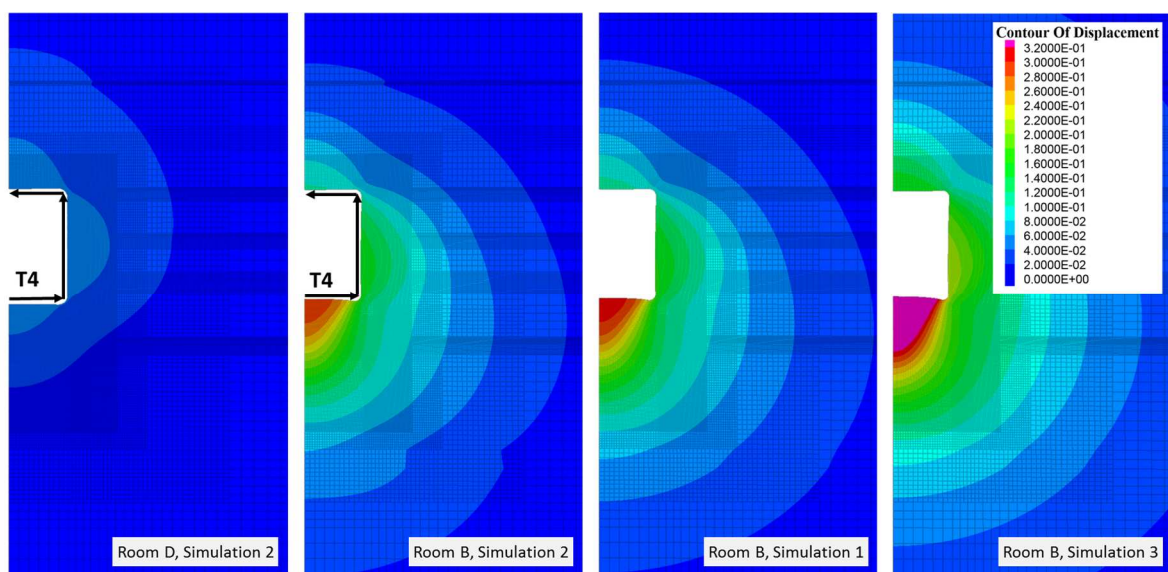 Contour Of Displacement
3.2000E-01
3.0000E-01
2.8000E-01
2.6000E-01
2.4000E-01
2.2000E-01
2.0000E-01
1.8000E-01
1.6000E-01
1.4000E-01
1.2000E-01
1.0000E-01
8.0000E-02
6.0000E-02
4.0000E-02
2.0000E-02
0.0000E+00
T4
T4
Room D, Simulation 2
Room B, Simulation 2
Room B, Simulation 1
Room B, Simulation 3